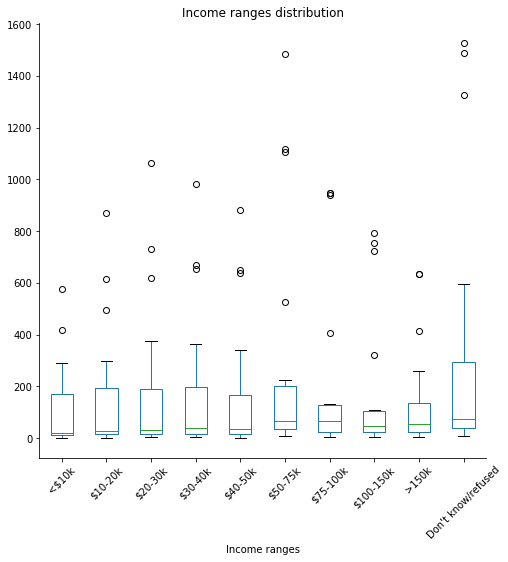 Income ranges distribution
1600
1400
1200
1000
800
600
400
200
0
<$10k
$10-20k
$20-30k
$30-40k
$40-50k
$50-75k
$75-100k
$100-150k
>150k
Don't know/refused
Income ranges